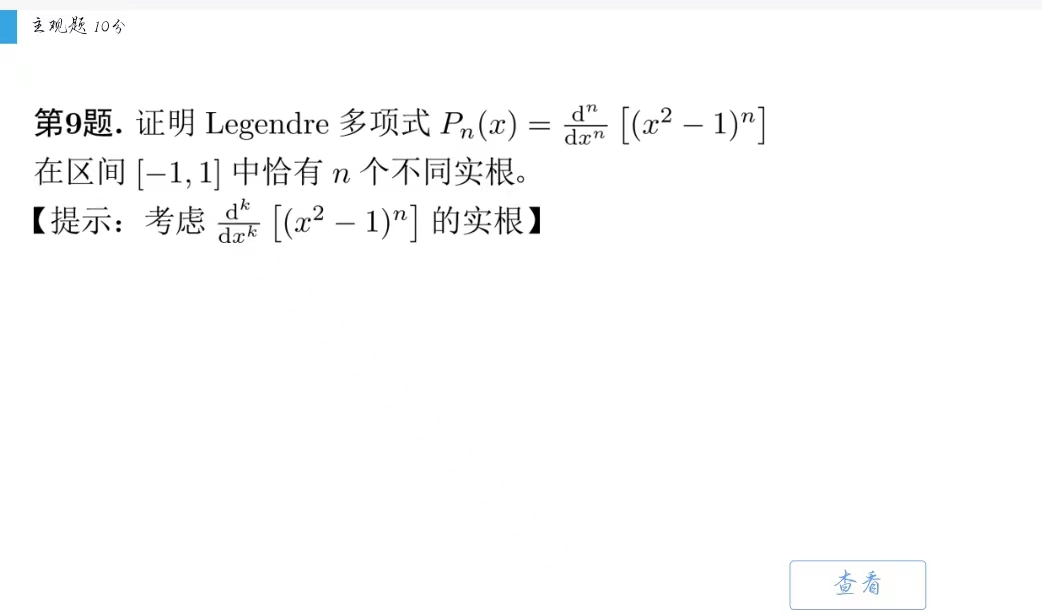 主观题 10分
第9题. 证明 Legendre 多项式 $P_n(x) = \frac{\mathrm{d}^n}{\mathrm{d}x^n} \left[(x^2 - 1)^n\right]$
在区间 $[-1, 1]$ 中恰有 $n$ 个不同实根。
【提示：考虑 $\frac{\mathrm{d}^k}{\mathrm{d}x^k} \left[(x^2 - 1)^n\right]$ 的实根】
查看